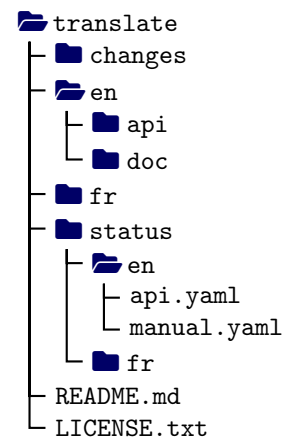 translate
changes
en
api
doc
fr
status
en
api.yaml
manual.yaml
fr
README.md
LICENSE.txt